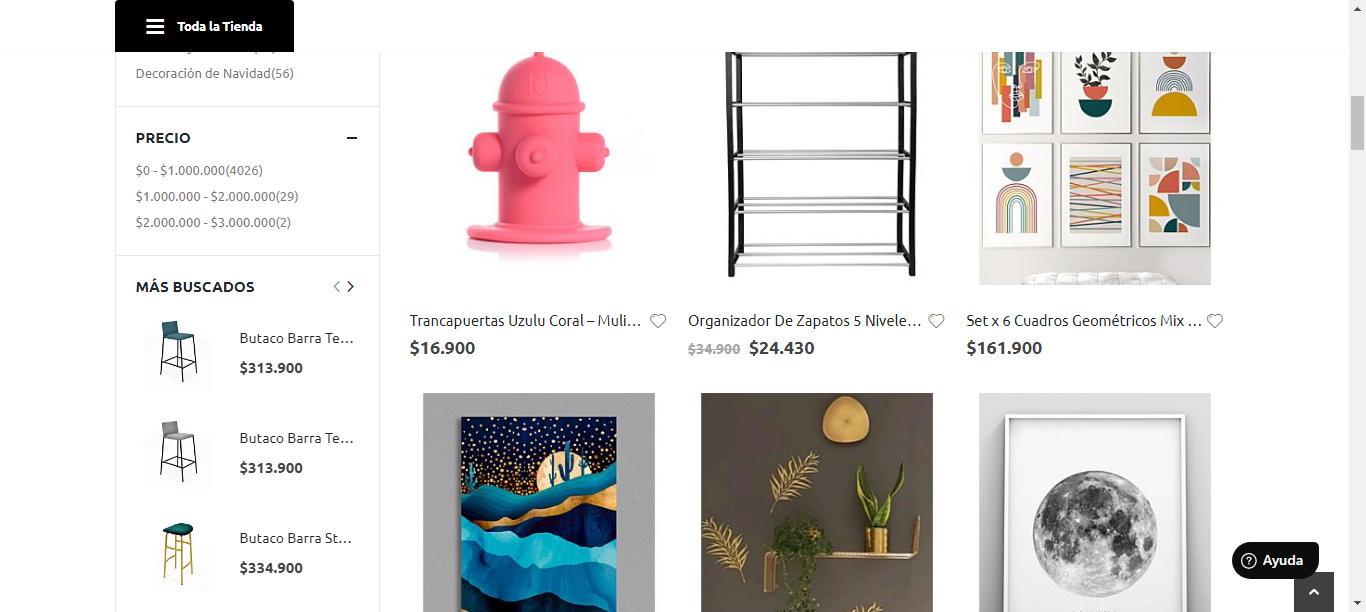 Toda la Tienda
Decoración de Navidad(56)
PRECIO
$0 - $1.000.000(4026)
$1.000.000 - $2.000.000(29)
$2.000.000 - $3.000.000(2)
MÁS BUSCADOS
Butaco Barra Te...
$313.900
Butaco Barra Te...
$313.900
Butaco Barra St...
$334.900
Trancapuertas Uzulu Coral – Muli...
$16.900
Organizador De Zapatos 5 Nivele...
$34.900 $24.430
Set x 6 Cuadros Geométricos Mix ...
$161.900
Ayuda